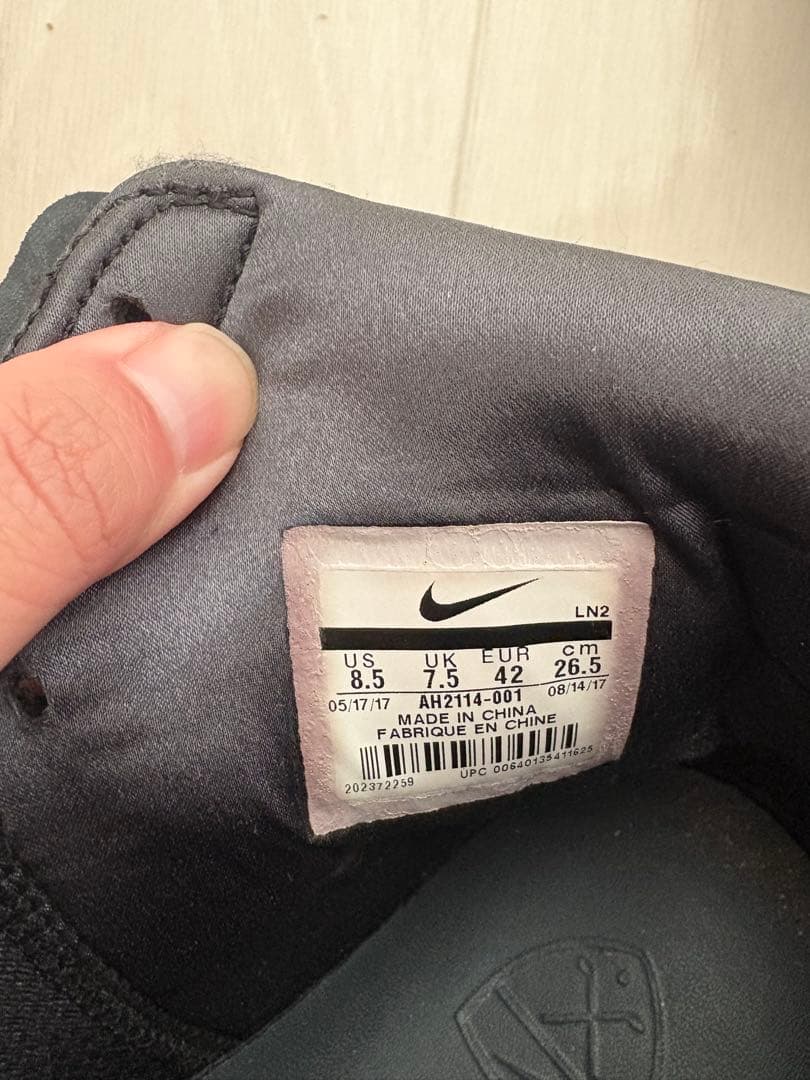 LN2
US UK EUR cm
8.5 7.5 42 26.5
05/17/17 AH2114-001 08/14/17
MADE IN CHINA
FABRIQUE EN CHINE
202372259 UPC 00640135411625